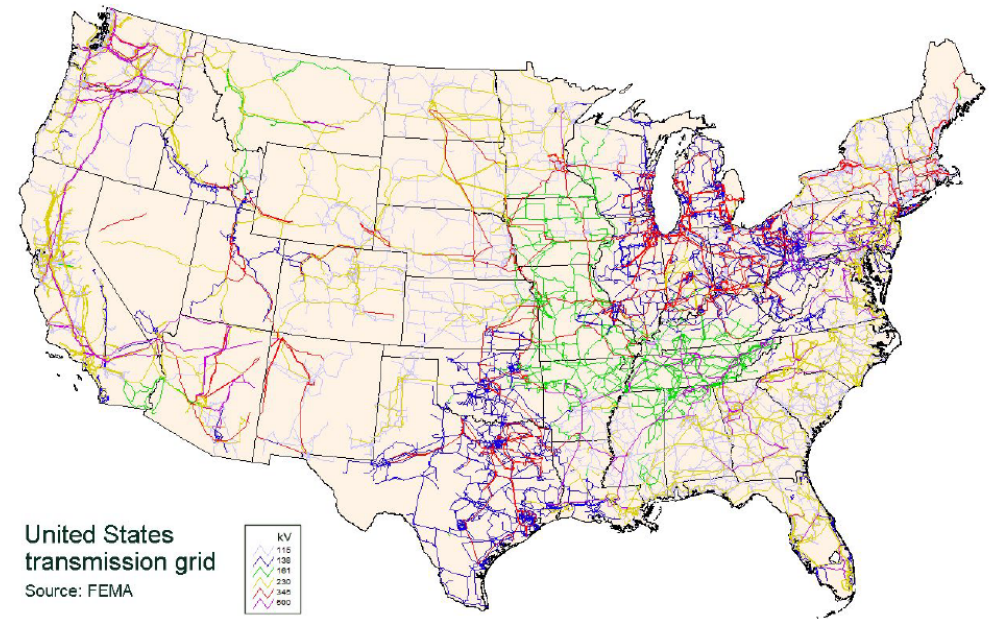 United States
transmission grid
Source: FEMA
kV
115
138
161
230
345
500